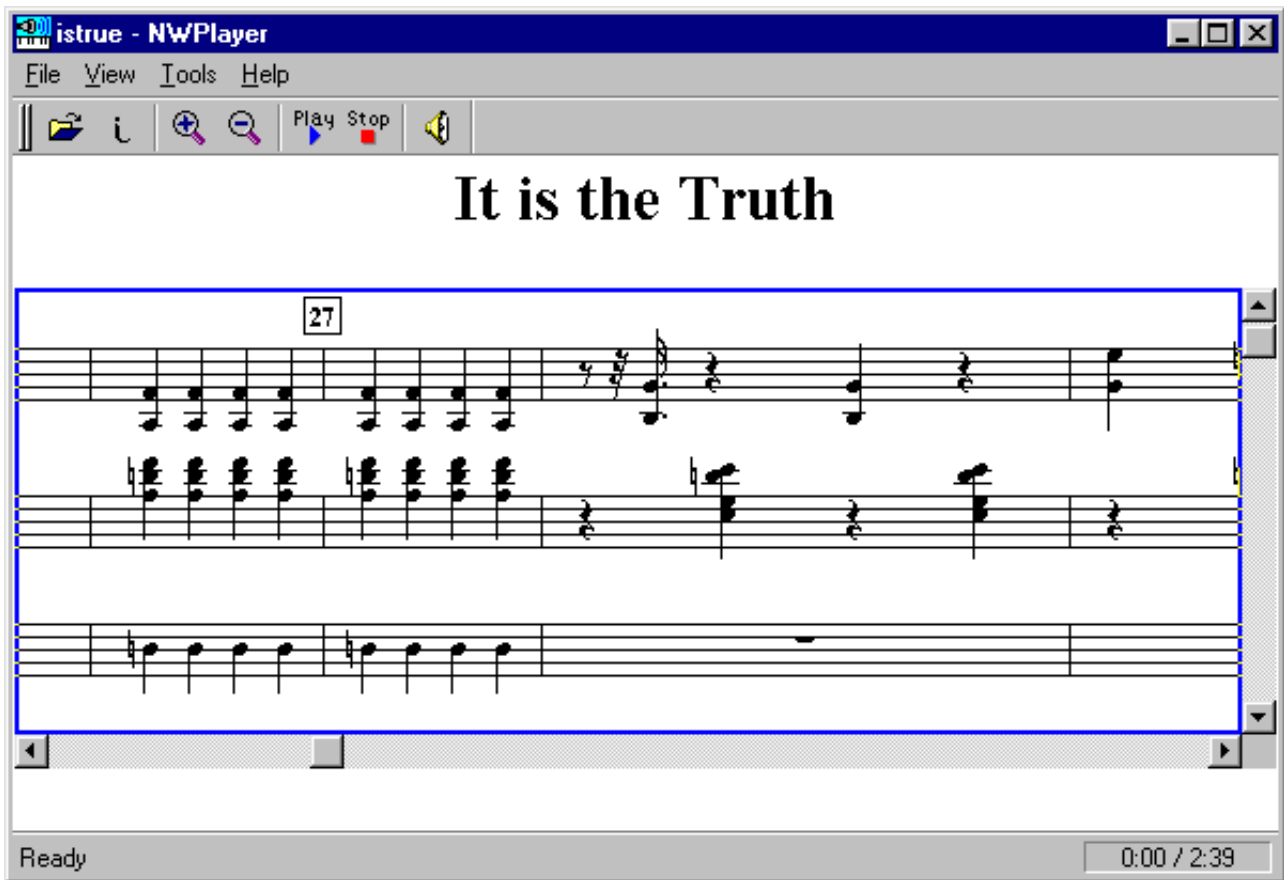 istrue - NWPlayer
File View Tools Help
Play Stop
It is the Truth
27
Ready
0:00 / 2:39